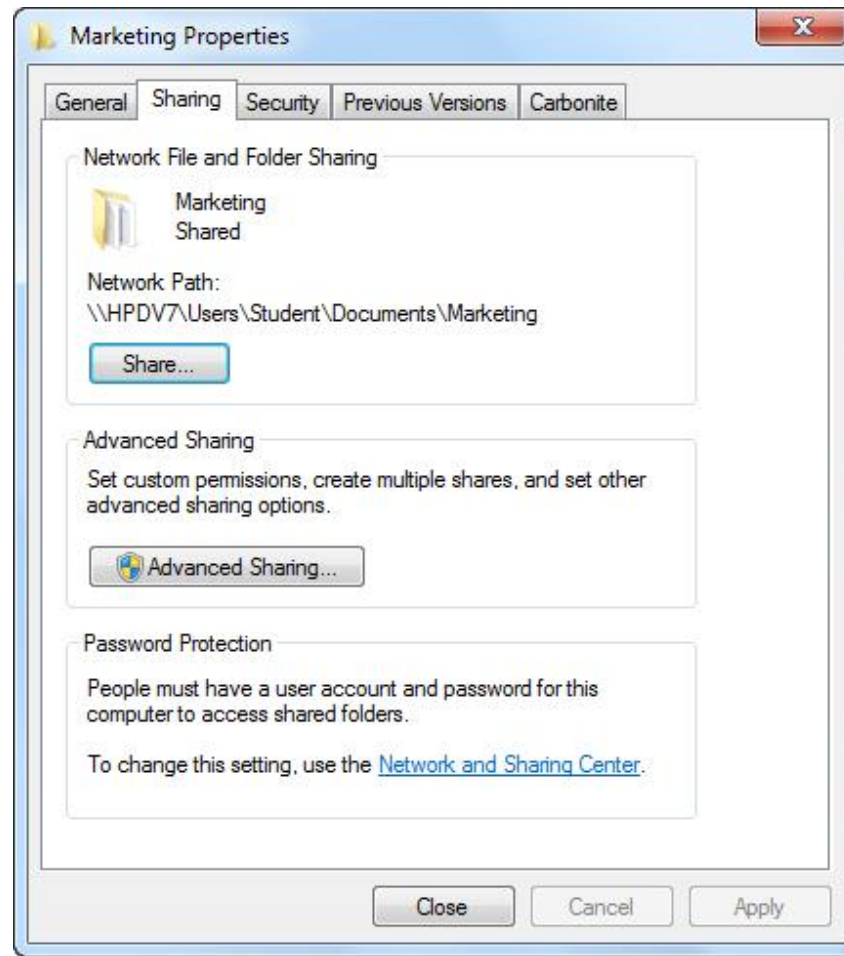 Marketing Properties
General Sharing Security Previous Versions Carbonite
Network File and Folder Sharing
Marketing
Shared
Network Path:
\\HPDV7\Users\Student\Documents\Marketing
Share...
Advanced Sharing
Set custom permissions, create multiple shares, and set other
advanced sharing options.
Advanced Sharing...
Password Protection
People must have a user account and password for this
computer to access shared folders.
To change this setting, use the Network and Sharing Center.
Close Cancel Apply